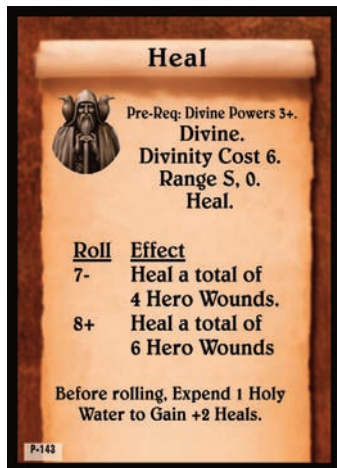 Heal
Pre-Req: Divine Powers 3+.
Divine.
Divinity Cost 6.
Range S, 0.
Heal.
Roll Effect
7- Heal a total of
4 Hero Wounds.
8+ Heal a total of
6 Hero Wounds
Before rolling, Expend 1 Holy
Water to Gain +2 Heals.
P-143